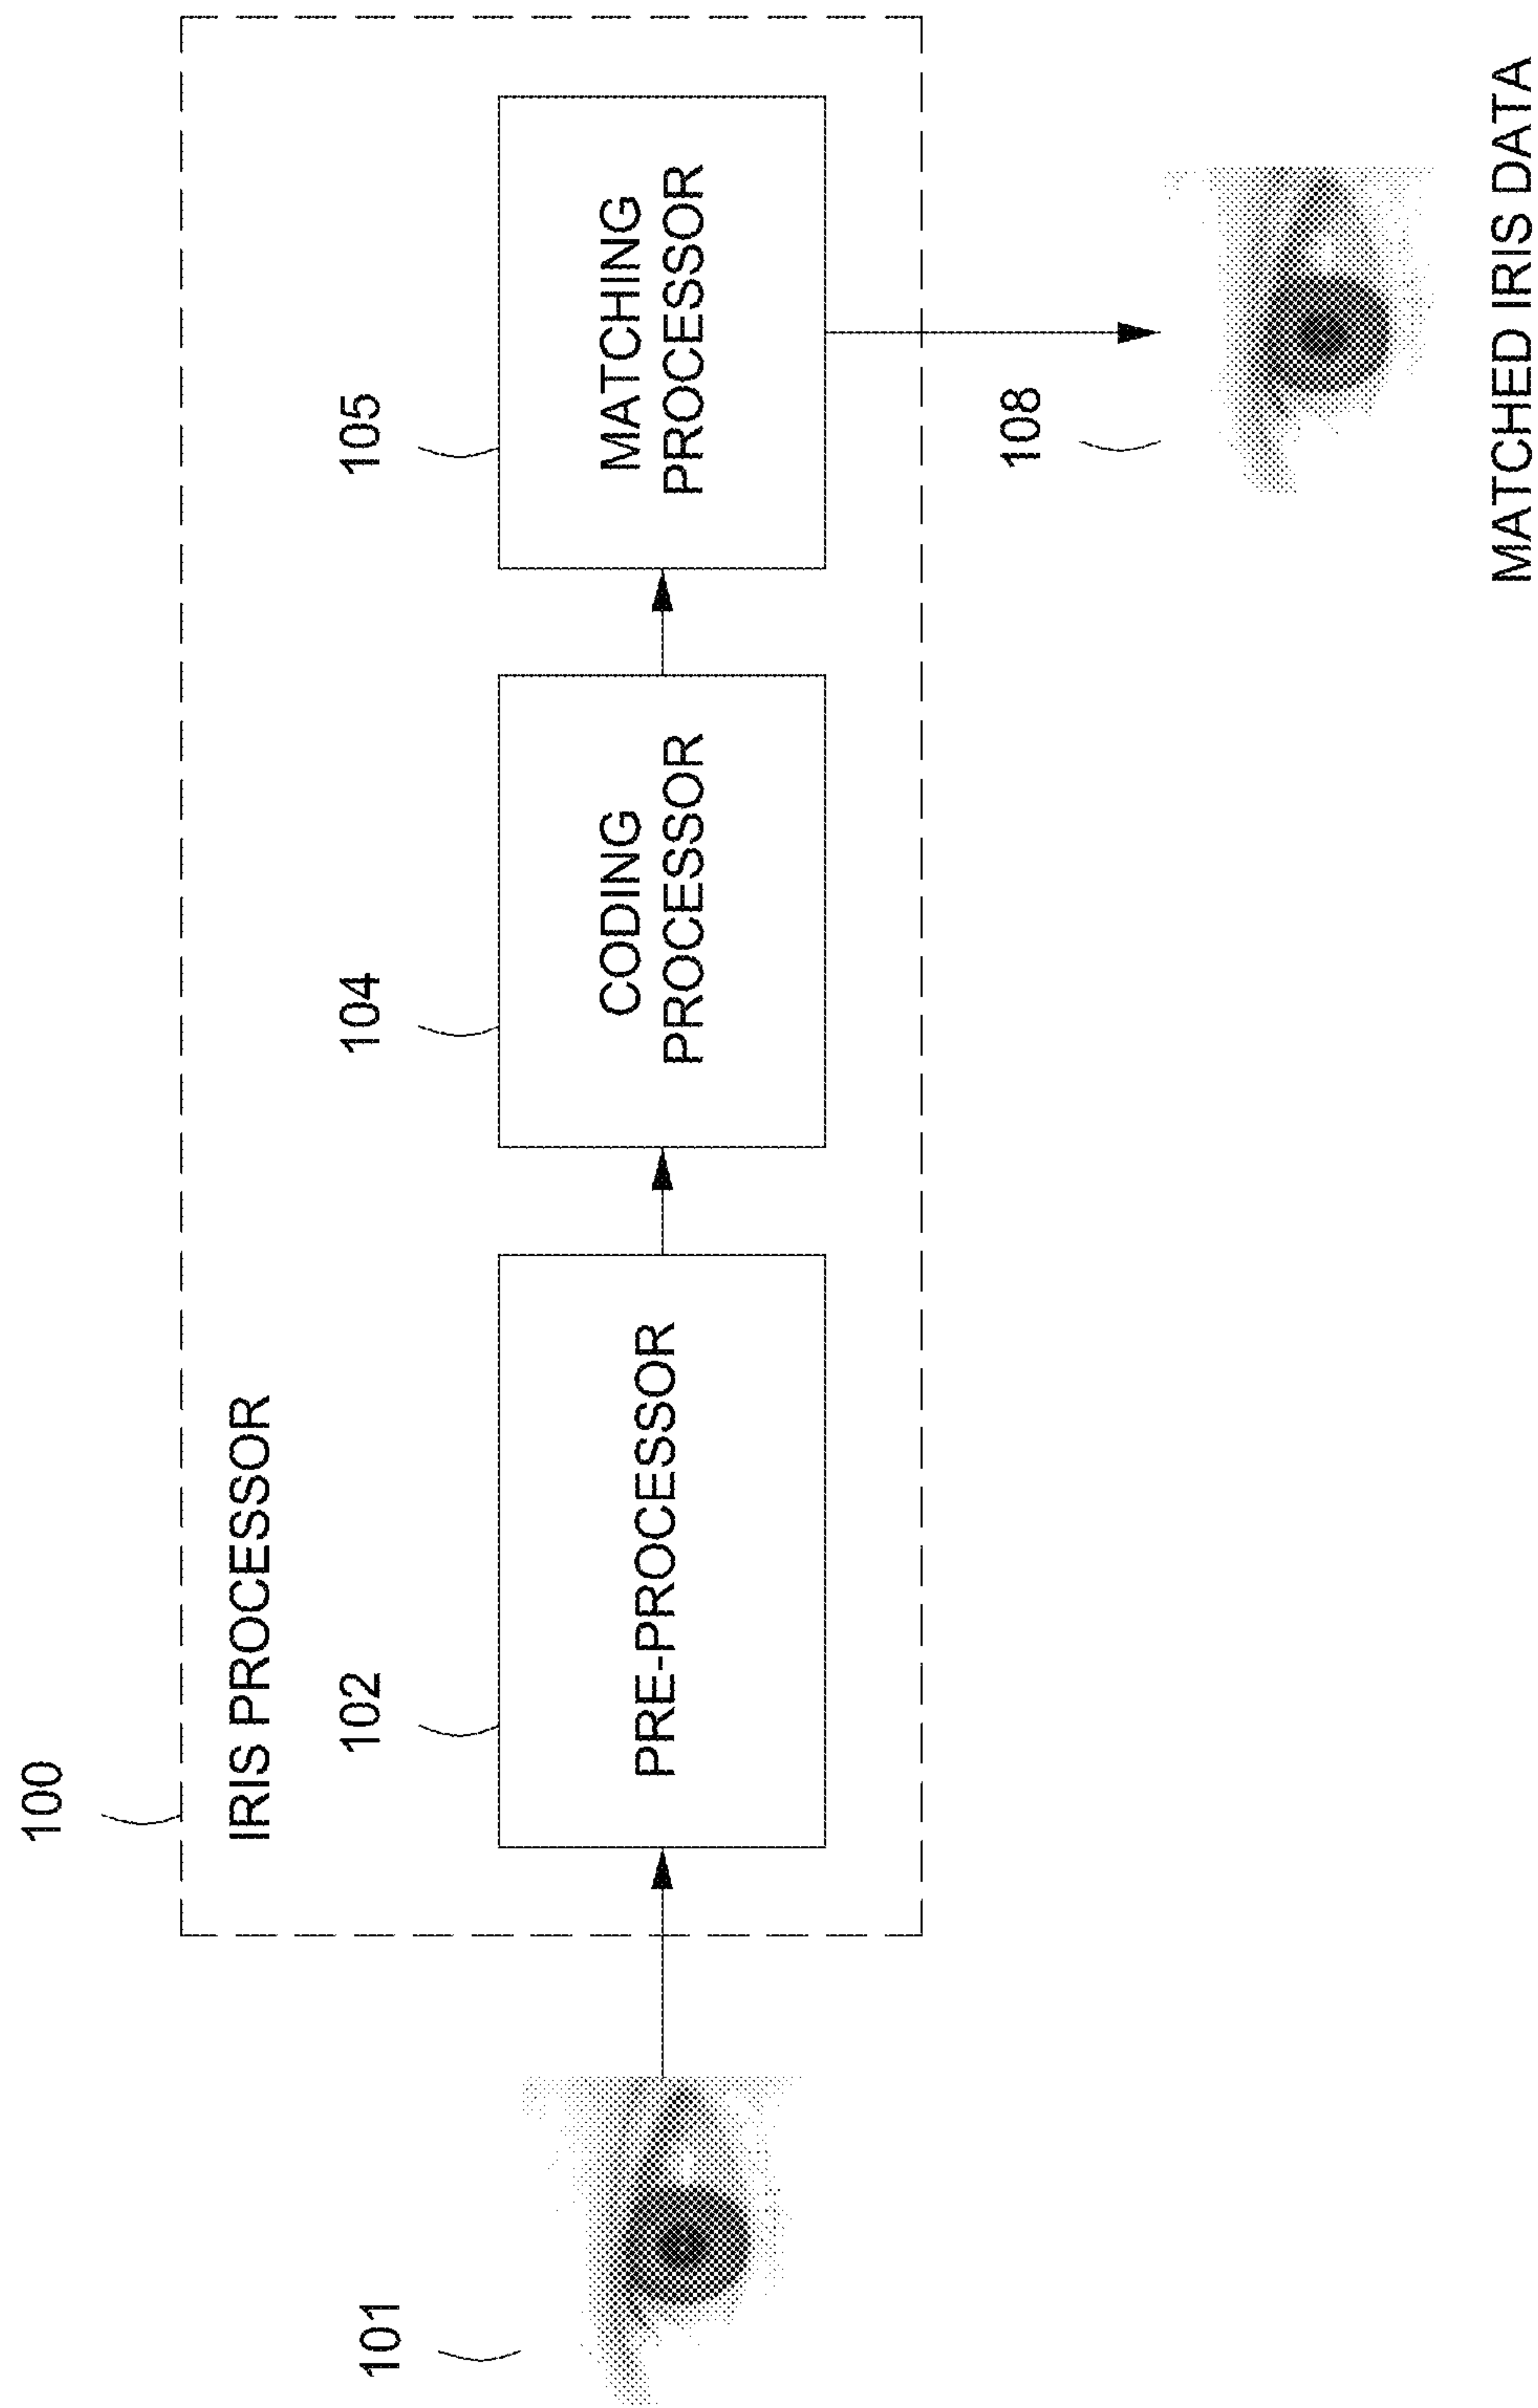 100
IRIS PROCESSOR
102
104
105
PRE-PROCESSOR
CODING
PROCESSOR
MATCHING
PROCESSOR
101
108
MATCHED IRIS DATA